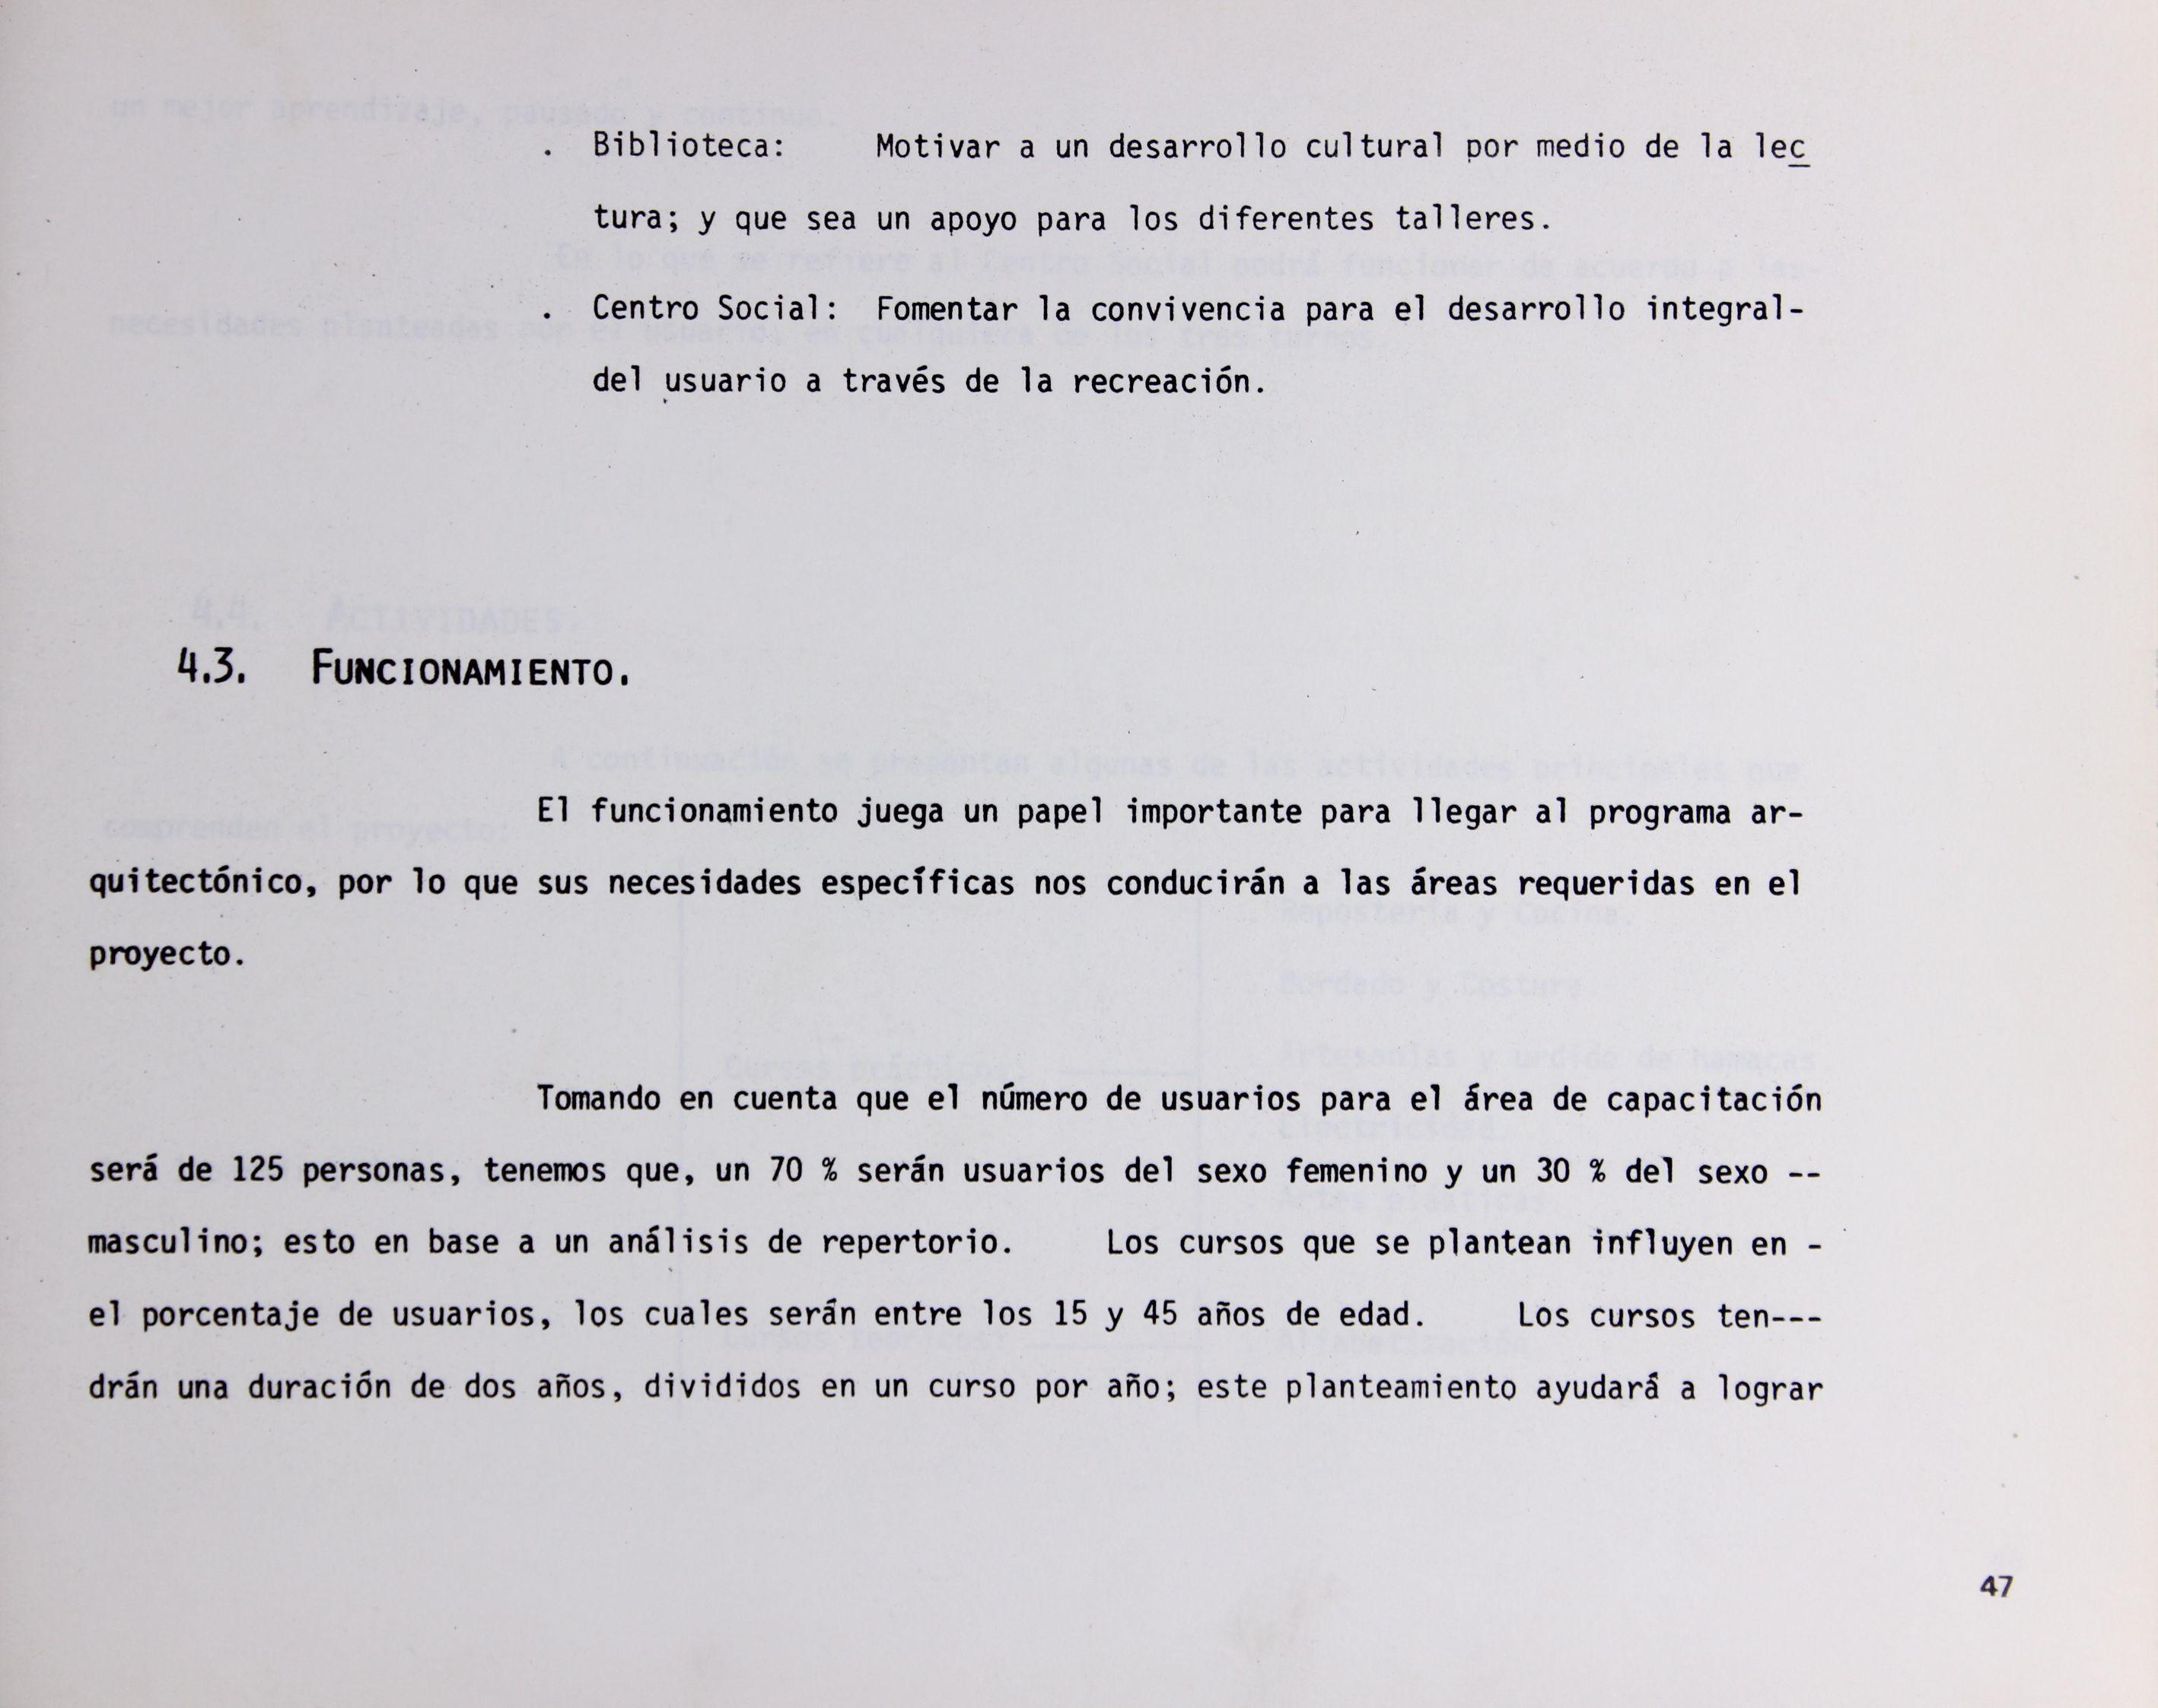 . Biblioteca: Motivar a un desarrollo cultural por medio de la lec
tura; y que sea un apoyo para los diferentes talleres.
. Centro Social: Fomentar la convivencia para el desarrollo integral-
del usuario a través de la recreación.
4.3. FUNCIONAMIENTO.
El funcionamiento juega un papel importante para llegar al programa ar-
quitectónico, por lo que sus necesidades específicas nos conducirán a las áreas requeridas en el
proyecto.
Tomando en cuenta que el número de usuarios para el área de capacitación
será de 125 personas, tenemos que, un 70 % serán usuarios del sexo femenino y un 30 % del sexo --
masculino; esto en base a un análisis de repertorio. Los cursos que se plantean influyen en -
el porcentaje de usuarios, los cuales serán entre los 15 y 45 años de edad. Los cursos ten---
drán una duración de dos años, divididos en un curso por año; este planteamiento ayudará a lograr
47